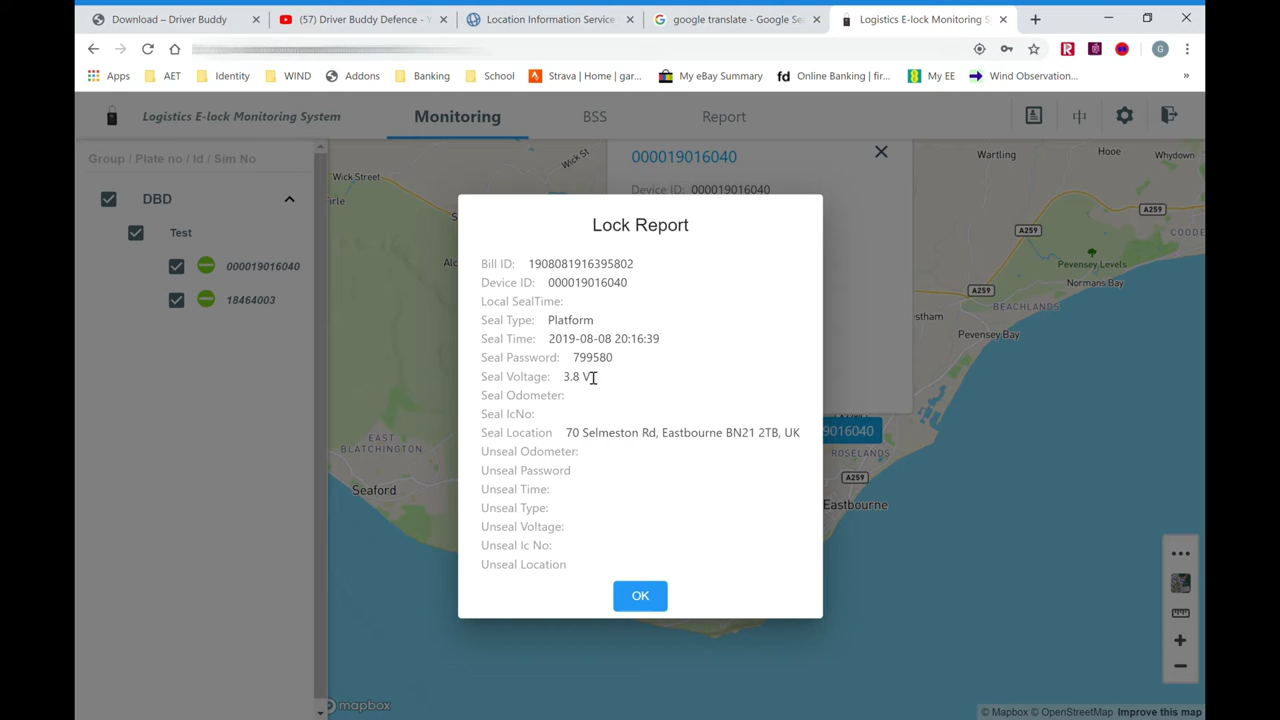 Download – Driver Buddy
(57) Driver Buddy Defence - Y
Location Information Service
google translate - Google Sea
Logistics E-lock Monitoring Sy
G
Apps AET Identity WIND Addons Banking School Strava | Home | gar... My eBay Summary fd Online Banking | fir... My EE Wind Observation...
Logistics E-lock Monitoring System Monitoring BSS Report
Group / Plate no / Id / Sim No
DBD
Test
000019016040
18464003
000019016040
Device ID: 000019016040
Lock Report
Bill ID: 1908081916395802
Device ID: 000019016040
Local SealTime:
Seal Type: Platform
Seal Time: 2019-08-08 20:16:39
Seal Password: 799580
Seal Voltage: 3.8 V
Seal Odometer:
Seal IcNo:
Seal Location 70 Selmeston Rd, Eastbourne BN21 2TB, UK
Unseal Odometer:
Unseal Password
Unseal Time:
Unseal Type:
Unseal Voltage:
Unseal Ic No:
Unseal Location
OK
Wick St
Wick Street
Wartling
Hooe
Whydown
A259
COODE
A259
Pevensey Levels
Normans Bay
A259
BEACHLANDS
Pevensey Bay
EAST
BLATCHINGTON
Seaford
9016040
ROSELANDS
A259
Eastbourne
mapbox
© Mapbox © OpenStreetMap Improve this map